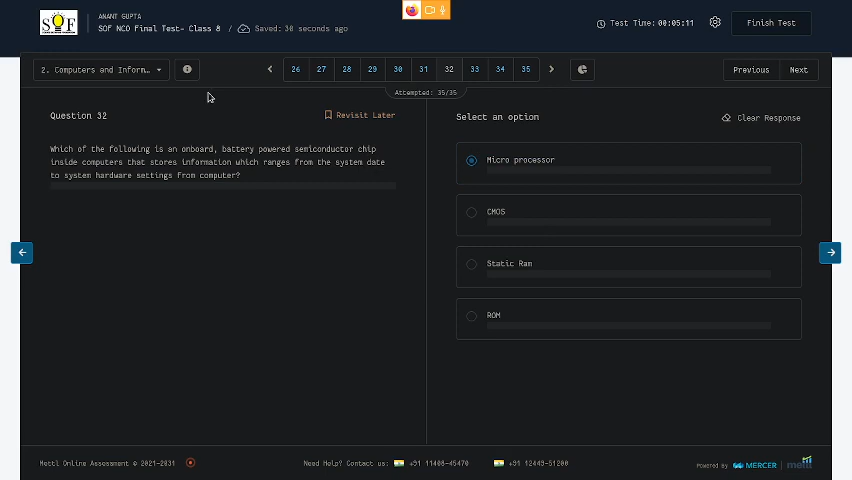 SOF
ANANT GUPTA
SOF NCO Final Test- Class 8 / Saved: 30 seconds ago
Test Time: 00:05:11
Finish Test
2. Computers and Inform...
26 27 28 29 30 31 32 33 34 35
Previous Next
Attempted: 35/35
Question 32
Revisit Later
Which of the following is an onboard, battery powered semiconductor chip
inside computers that stores information which ranges from the system date
to system hardware settings from computer?
Select an option
Clear Response
Micro processor
CMOS
Static Ram
ROM
Mettl Online Assessment © 2021-2031
Need Help? Contact us: +91 11408-45470 +91 12449-51200
Powered by MERCER mettl